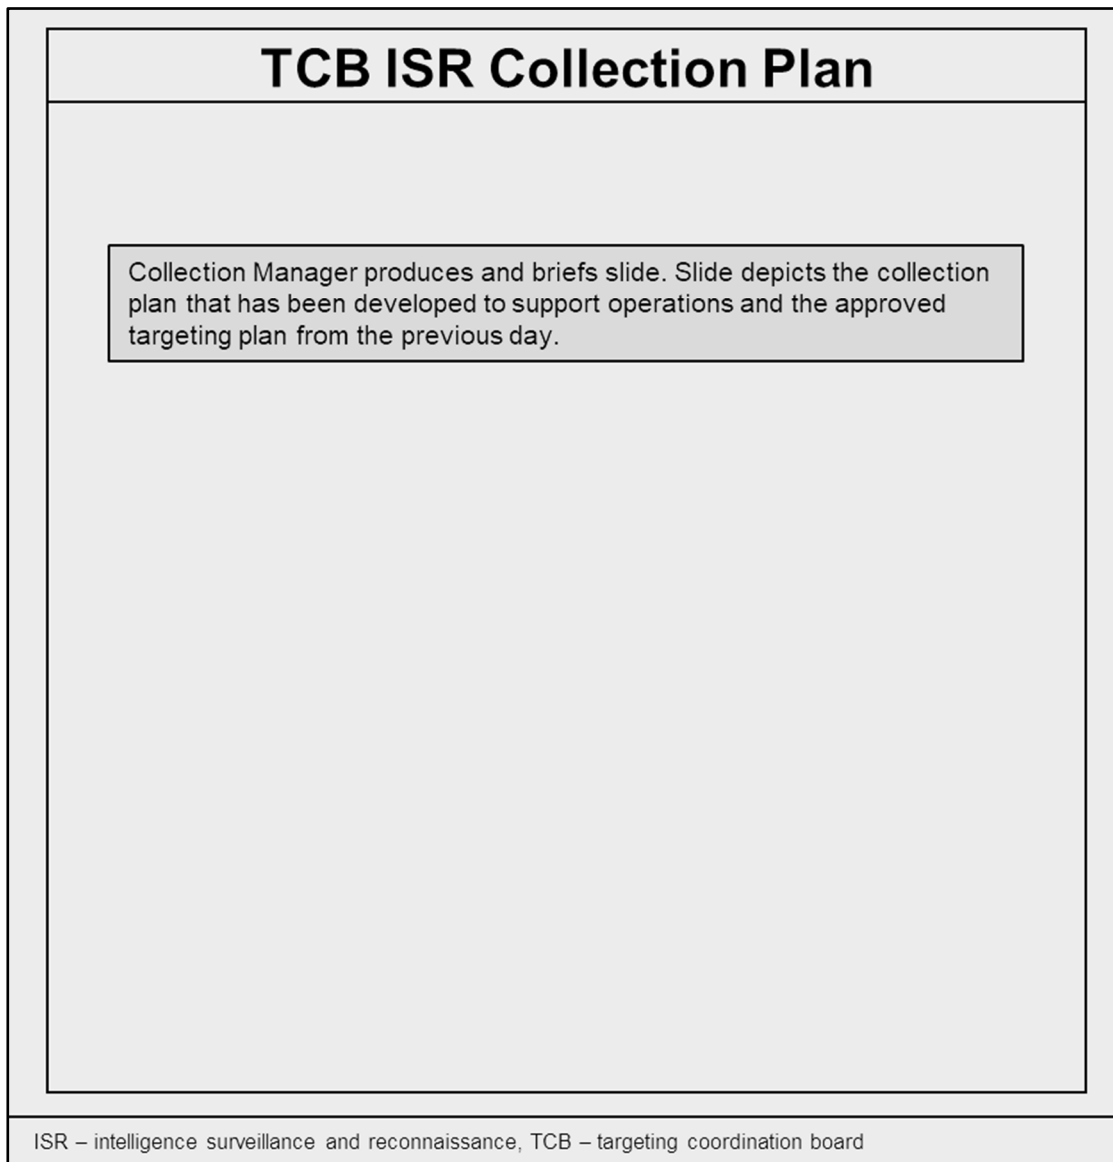 TCB ISR Collection Plan
Collection Manager produces and briefs slide. Slide depicts the collection
plan that has been developed to support operations and the approved
targeting plan from the previous day.
ISR – intelligence surveillance and reconnaissance, TCB – targeting coordination board